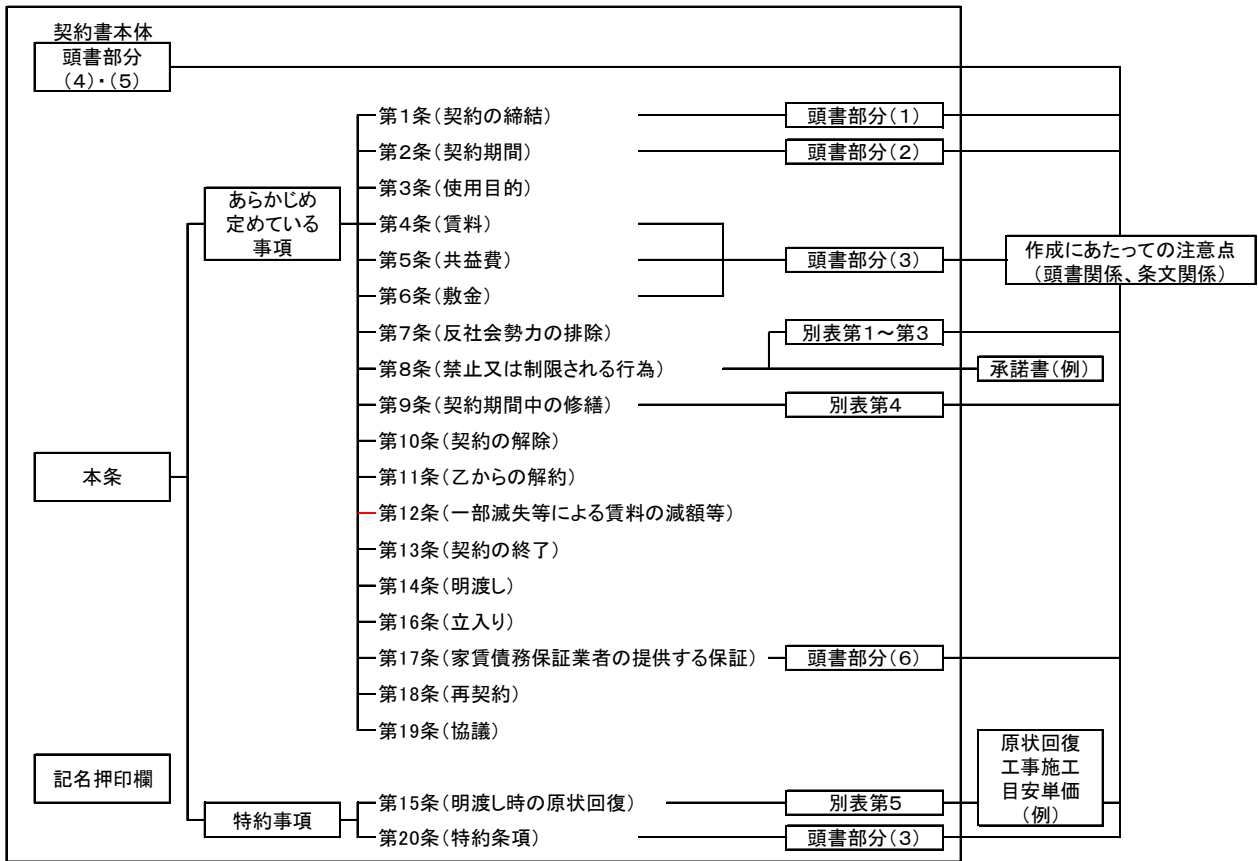 契約書本体
頭書部分
（4）・（5）
第1条（契約の締結）
頭書部分（1）
第2条（契約期間）
頭書部分（2）
あらかじめ
定めている
事項
第3条（使用目的）
第4条（賃料）
第5条（共益費）
頭書部分（3）
作成にあたっての注意点
（頭書関係、条文関係）
第6条（敷金）
第7条（反社会勢力の排除）
別表第1～第3
第8条（禁止又は制限される行為）
承諾書（例）
第9条（契約期間中の修繕）
別表第4
第10条（契約の解除）
本条
第11条（乙からの解約）
第12条（一部滅失等による賃料の減額等）
第13条（契約の終了）
第14条（明渡し）
第16条（立入り）
第17条（家賃債務保証業者の提供する保証）
頭書部分（6）
第18条（再契約）
第19条（協議）
記名押印欄
特約事項
第15条（明渡し時の原状回復）
別表第5
原状回復
工事施工
目安単価
（例）
第20条（特約条項）
頭書部分（3）